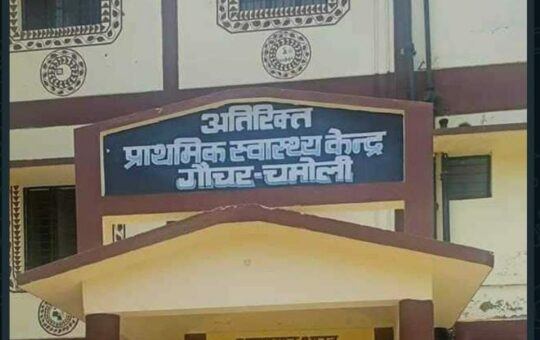 अतिरिक्त
प्राथमिक स्वास्थ्य केन्द्र
गौचर-चमोली